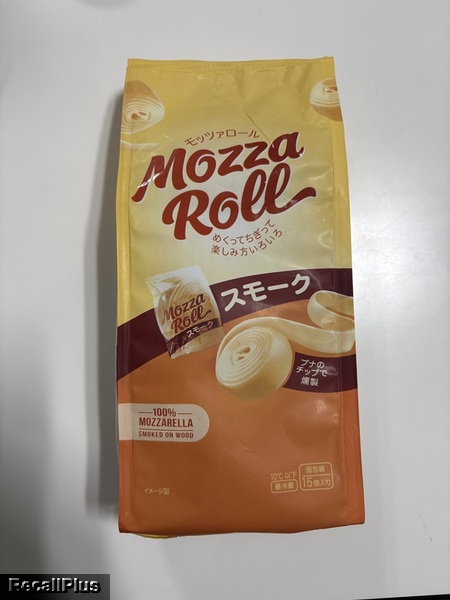 モッツァロール
Mozza
Roll
めくってちぎって
楽しみ方いろいろ
Mozza
Roll
スモーク
スモーク
ブナの
チップで
燻製
100%
MOZZARELLA
SMOKED ON WOOD
10℃以下
要冷蔵
個包装
15個入り
イメージ図
RecallPlus